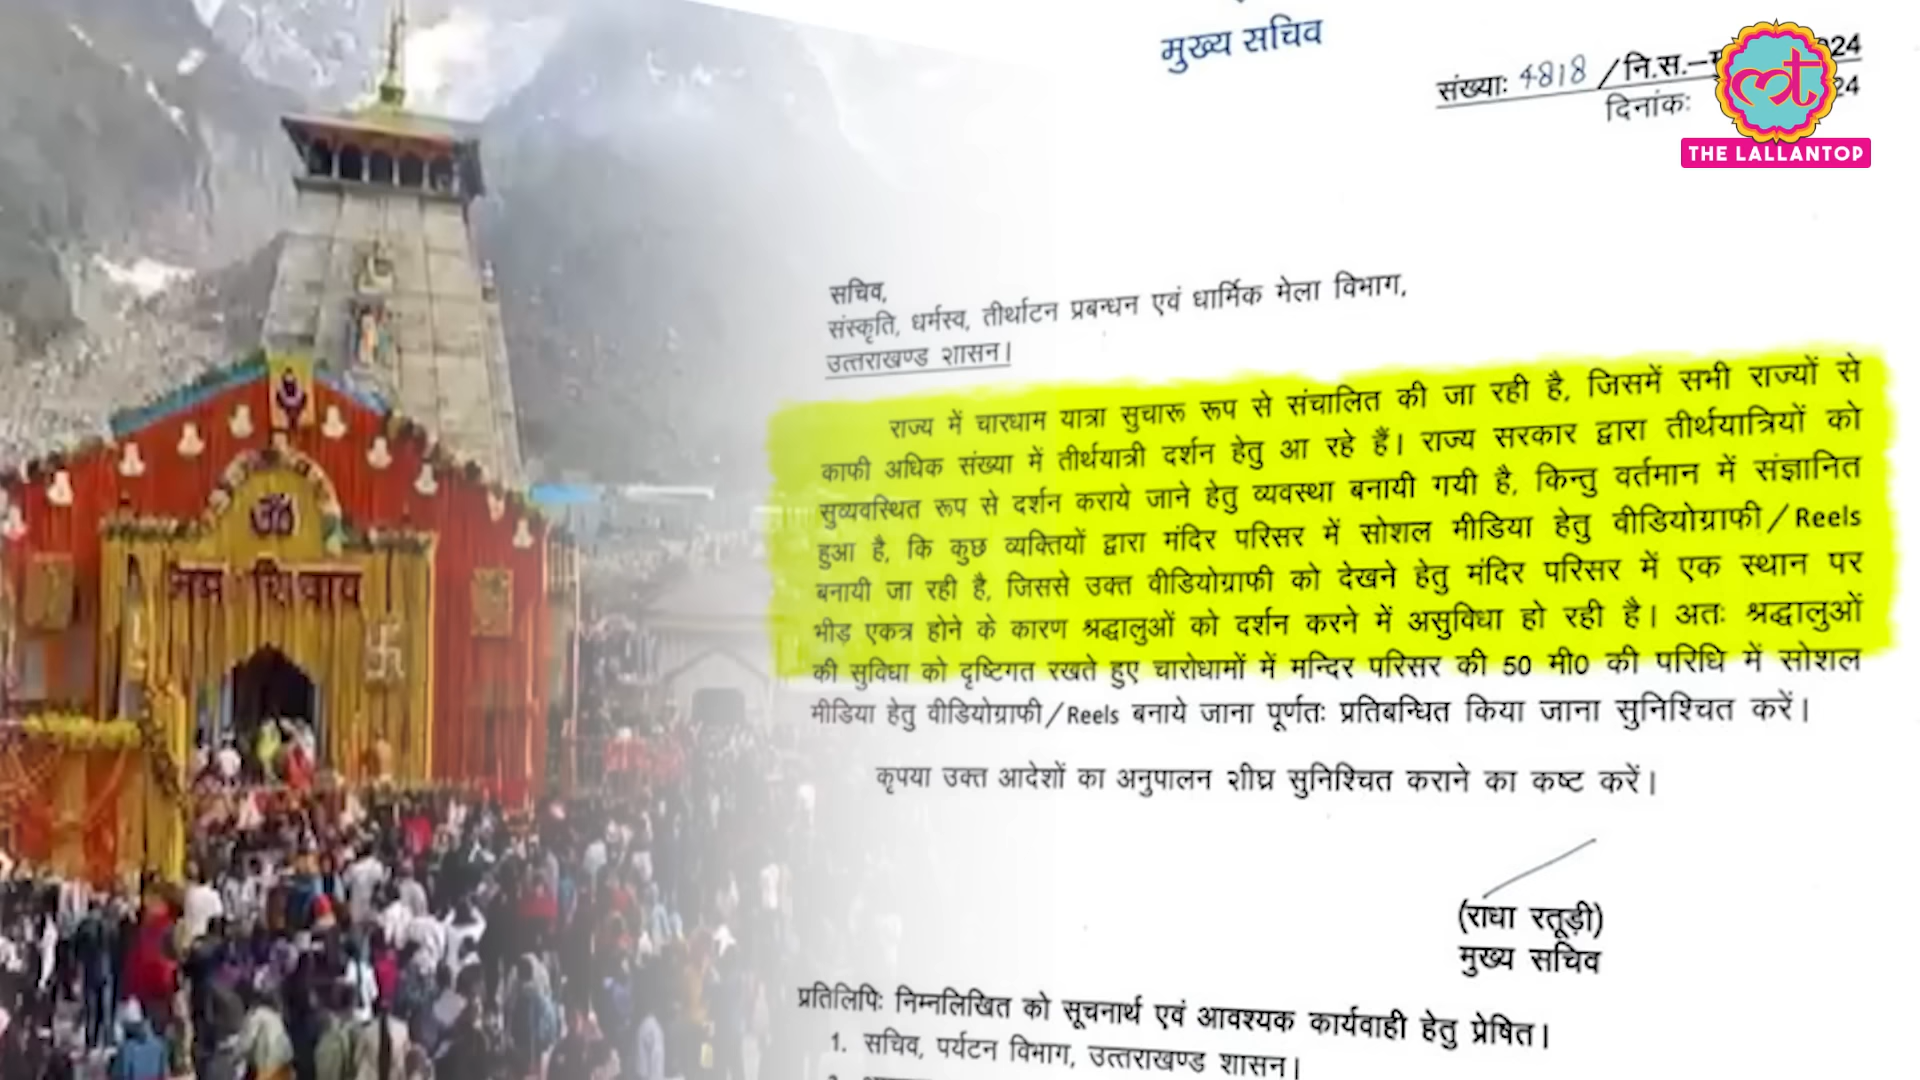 मुख्य सचिव
संख्याः 4818 /नि.स.–
24
दिनांकः
24
THE LALLANTOP
सचिव,
संस्कृति, धर्मस्व, तीर्थाटन प्रबन्धन एवं धार्मिक मेला विभाग,
उत्तराखण्ड शासन।
राज्य में चारधाम यात्रा सुचारू रूप से संचालित की जा रही है, जिसमें सभी राज्यों से
काफी अधिक संख्या में तीर्थयात्री दर्शन हेतु आ रहे हैं। राज्य सरकार द्वारा तीर्थयात्रियों को
सुव्यवस्थित रूप से दर्शन कराये जाने हेतु व्यवस्था बनायी गयी है, किन्तु वर्तमान में संज्ञानित
हुआ है, कि कुछ व्यक्तियों द्वारा मंदिर परिसर में सोशल मीडिया हेतु वीडियोग्राफी/Reels
बनायी जा रही है, जिससे उक्त वीडियोग्राफी को देखने हेतु मंदिर परिसर में एक स्थान पर
भीड़ एकत्र होने के कारण श्रद्धालुओं को दर्शन करने में असुविधा हो रही है। अतः श्रद्धालुओं
की सुविधा को दृष्टिगत रखते हुए चारोधामों में मन्दिर परिसर की 50 मी0 की परिधि में सोशल
मीडिया हेतु वीडियोग्राफी/Reels बनाये जाना पूर्णतः प्रतिबन्धित किया जाना सुनिश्चित करें।
कृपया उक्त आदेशों का अनुपालन शीघ्र सुनिश्चित कराने का कष्ट करें।
(राधा रतूड़ी)
मुख्य सचिव
प्रतिलिपिः निम्नलिखित को सूचनार्थ एवं आवश्यक कार्यवाही हेतु प्रेषित।
1. सचिव, पर्यटन विभाग, उत्तराखण्ड शासन।
ॐ